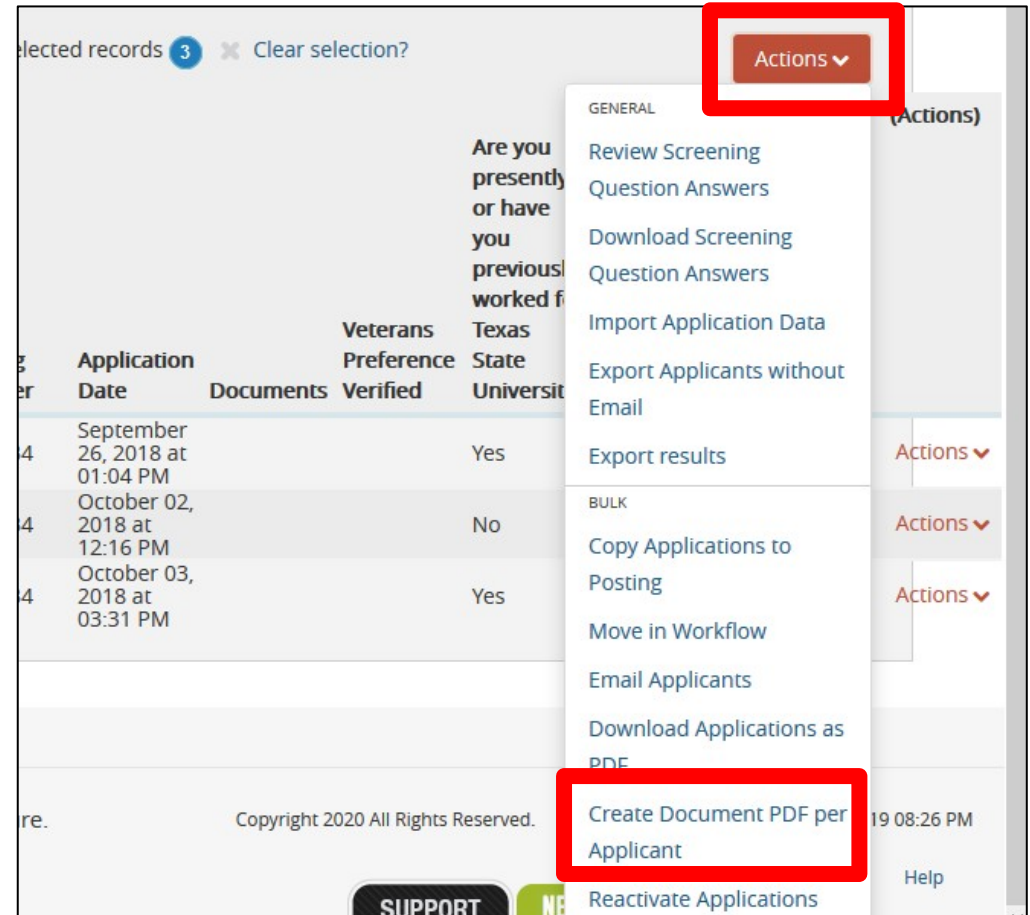 elected records 3 ✖ Clear selection?
Actions
(Actions)
Application Date
Documents
Veterans Preference Verified
Are you presently or have you previousl worked f Texas State Universit
GENERAL
Review Screening
Question Answers
Download Screening
Question Answers
Import Application Data
Export Applicants without
Email
Export results
BULK
Copy Applications to
Posting
Move in Workflow
Email Applicants
Download Applications as
PDF
Create Document PDF per
Applicant
Reactivate Applications
September
26, 2018 at
01:04 PM
Yes
Actions
October 02,
2018 at
12:16 PM
No
Actions
October 03,
2018 at
03:31 PM
Yes
Actions
re.
Copyright 2020 All Rights Reserved.
19 08:26 PM
Help
SUPPORT